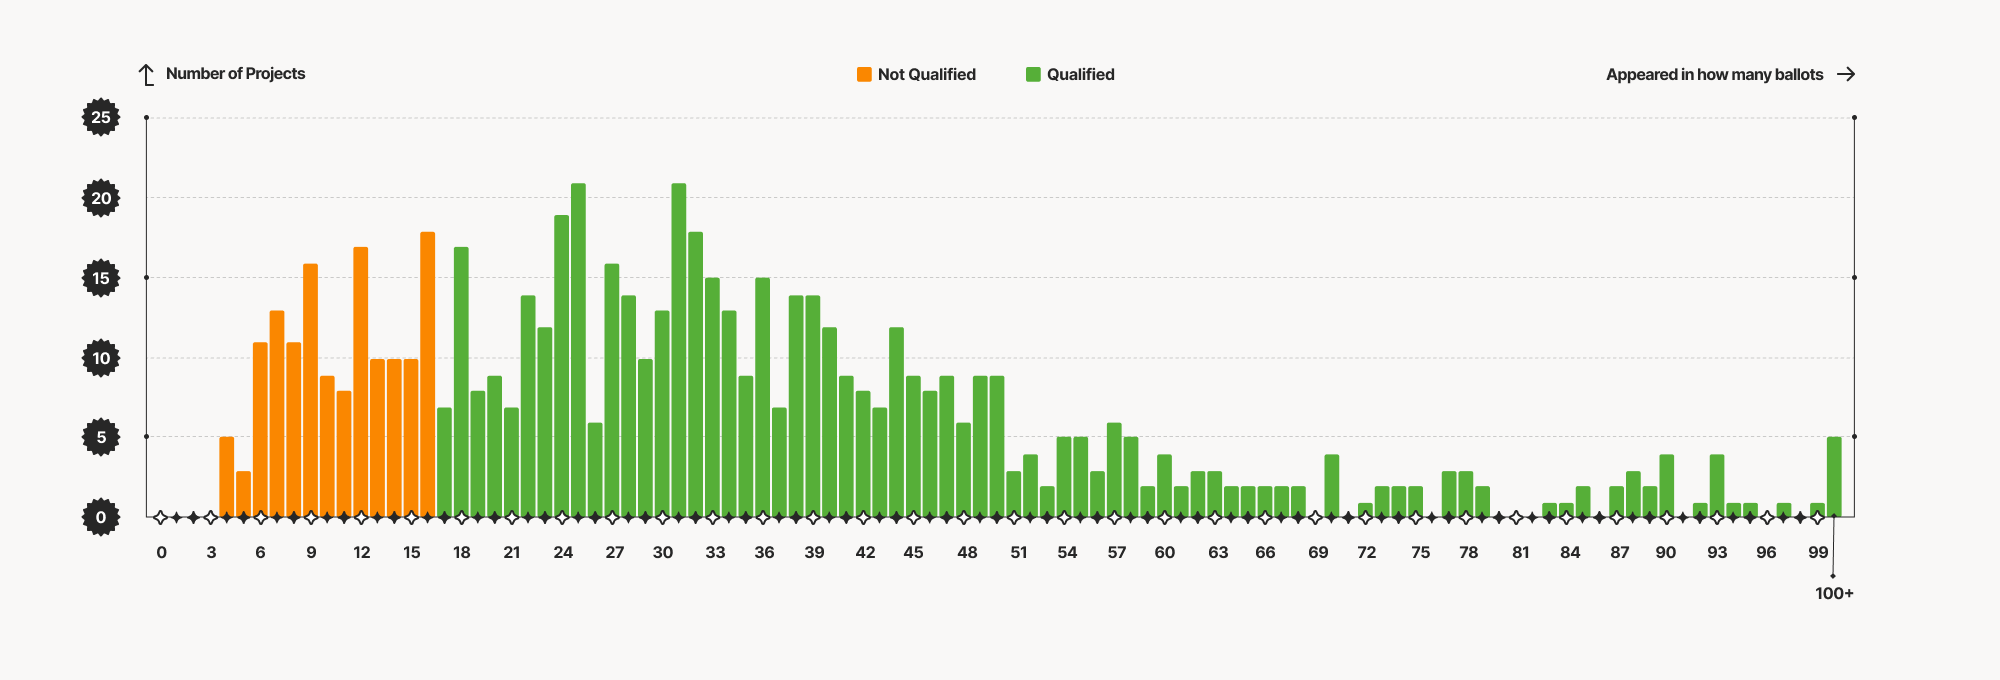 Number of Projects
Not Qualified
Qualified
Appeared in how many ballots
25
20
15
10
5
0
0 3 6 9 12 15 18 21 24 27 30 33 36 39 42 45 48 51 54 57 60 63 66 69 72 75 78 81 84 87 90 93 96 99
100+